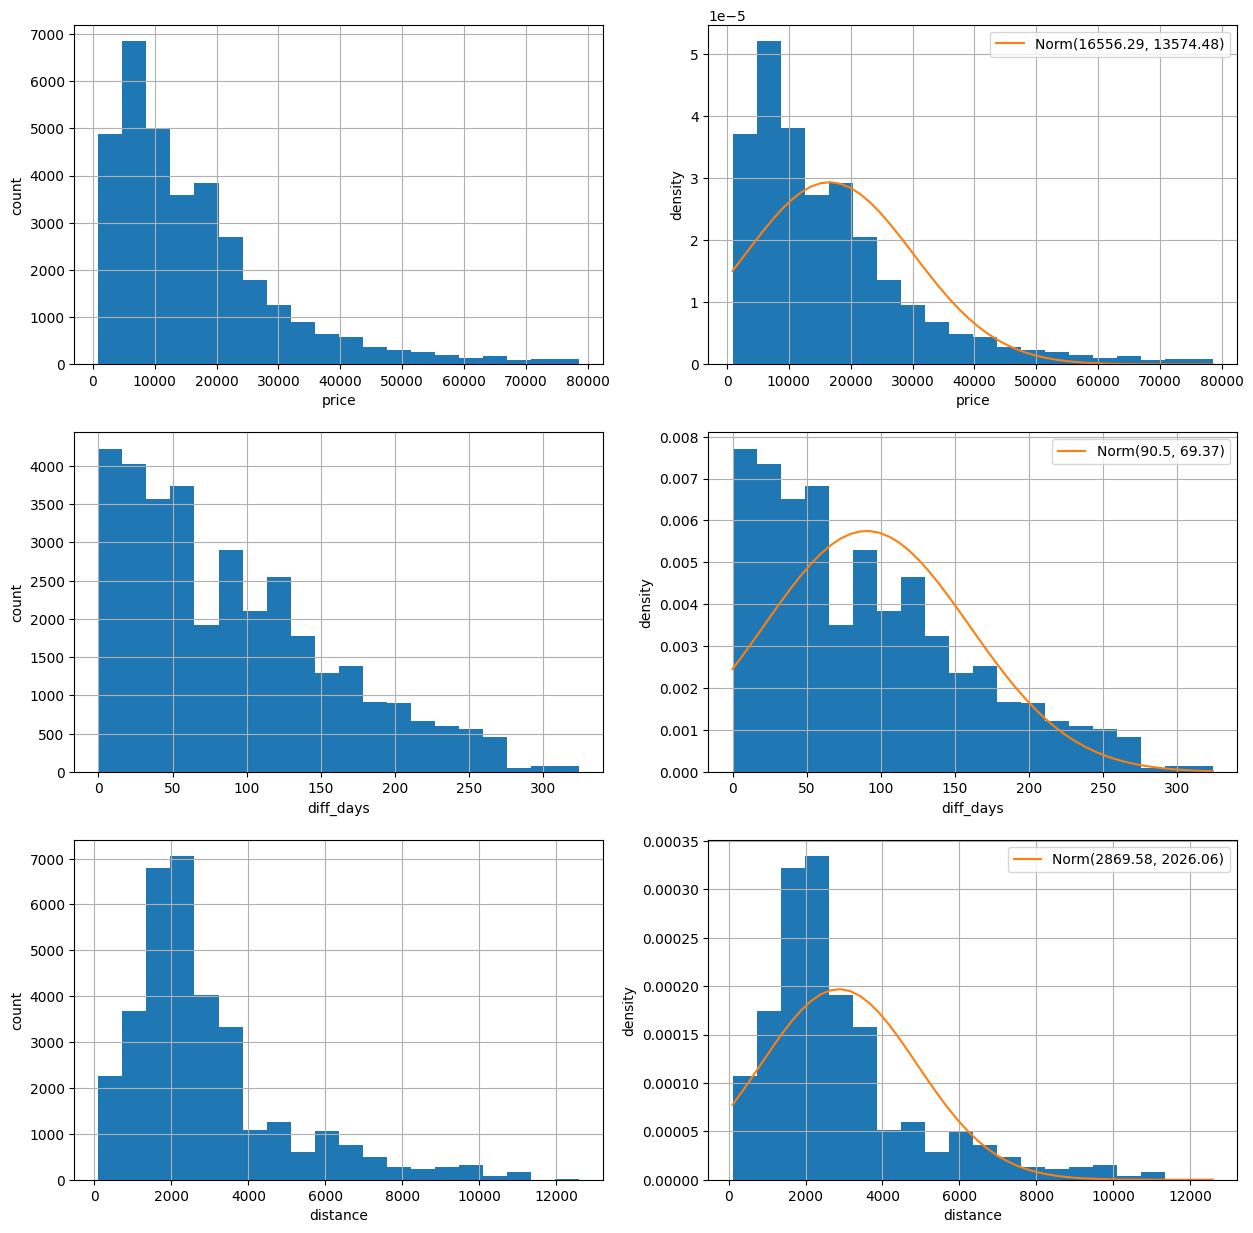 7000
6000
5000
4000
3000
2000
1000
0
count
0 10000 20000 30000 40000 50000 60000 70000 80000
price
1e−5
Norm(16556.29, 13574.48)
5
4
3
2
1
0
density
0 10000 20000 30000 40000 50000 60000 70000 80000
price
4000
3500
3000
2500
2000
1500
1000
500
0
count
0 50 100 150 200 250 300
diff_days
Norm(90.5, 69.37)
0.008
0.007
0.006
0.005
0.004
0.003
0.002
0.001
0.000
density
0 50 100 150 200 250 300
diff_days
7000
6000
5000
4000
3000
2000
1000
0
count
0 2000 4000 6000 8000 10000 12000
distance
Norm(2869.58, 2026.06)
0.00035
0.00030
0.00025
0.00020
0.00015
0.00010
0.00005
0.00000
density
0 2000 4000 6000 8000 10000 12000
distance